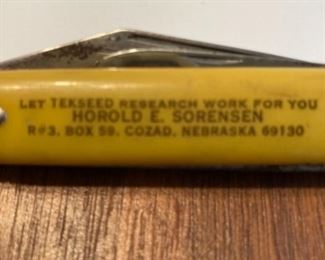 LET TEKSEED RESEARCH WORK FOR YOU
HOROLD E. SORENSEN
R#3, BOX 59, COZAD, NEBRASKA 69130